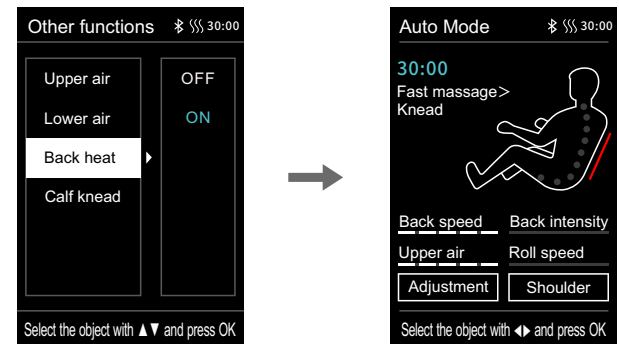 Other functions 30:00
Upper air
OFF
Lower air
ON
Back heat
Calf knead
Select the object with ▲▼ and press OK
Auto Mode 30:00
30:00
Fast massage>
Knead
Back speed Back intensity
Upper air Roll speed
Adjustment Shoulder
Select the object with ◀▶ and press OK